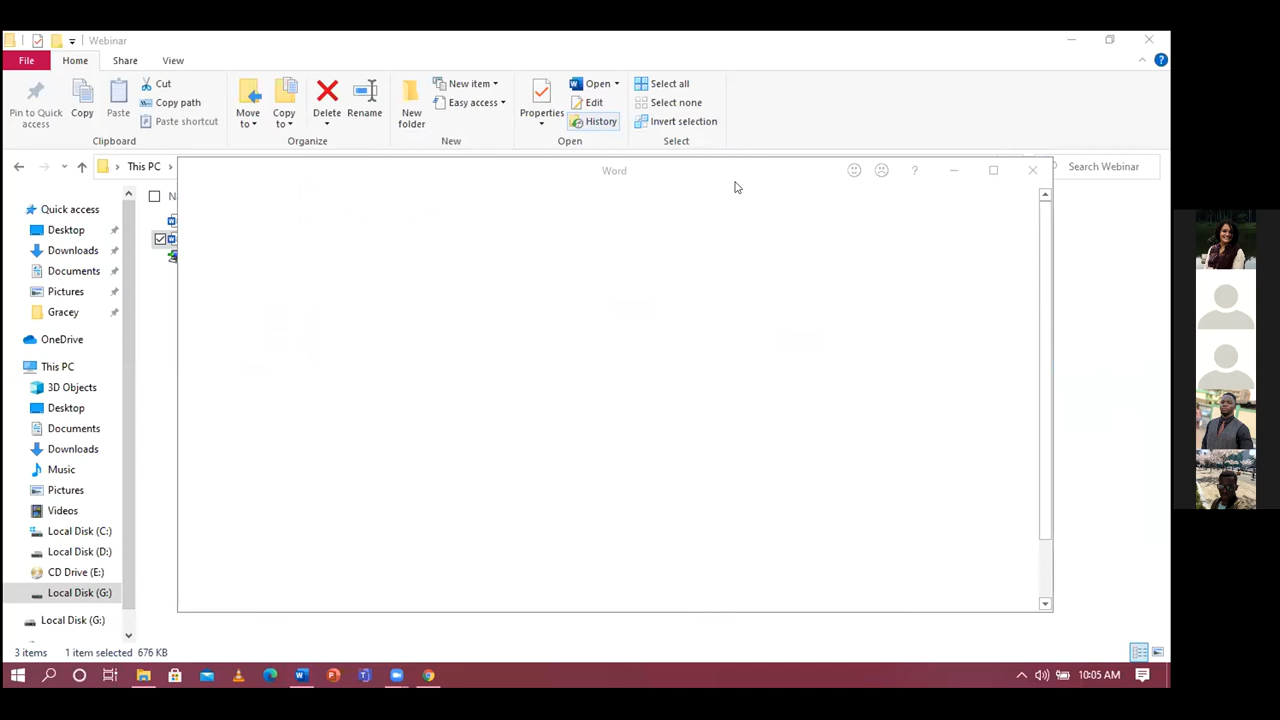 Webinar
File Home Share View
Pin to Quick access
Copy
Paste
Cut
Copy path
Paste shortcut
Clipboard
Move to
Copy to
Delete
Rename
Organize
New folder
New item
Easy access
New
Properties
Open
Edit
History
Open
Select all
Select none
Invert selection
Select
This PC
Search Webinar
Word
Quick access
Desktop
Downloads
Documents
Pictures
Gracey
OneDrive
This PC
3D Objects
Desktop
Documents
Downloads
Music
Pictures
Videos
Local Disk (C:)
Local Disk (D:)
CD Drive (E:)
Local Disk (G:)
Local Disk (G:)
3 items 1 item selected 676 KB
10:05 AM